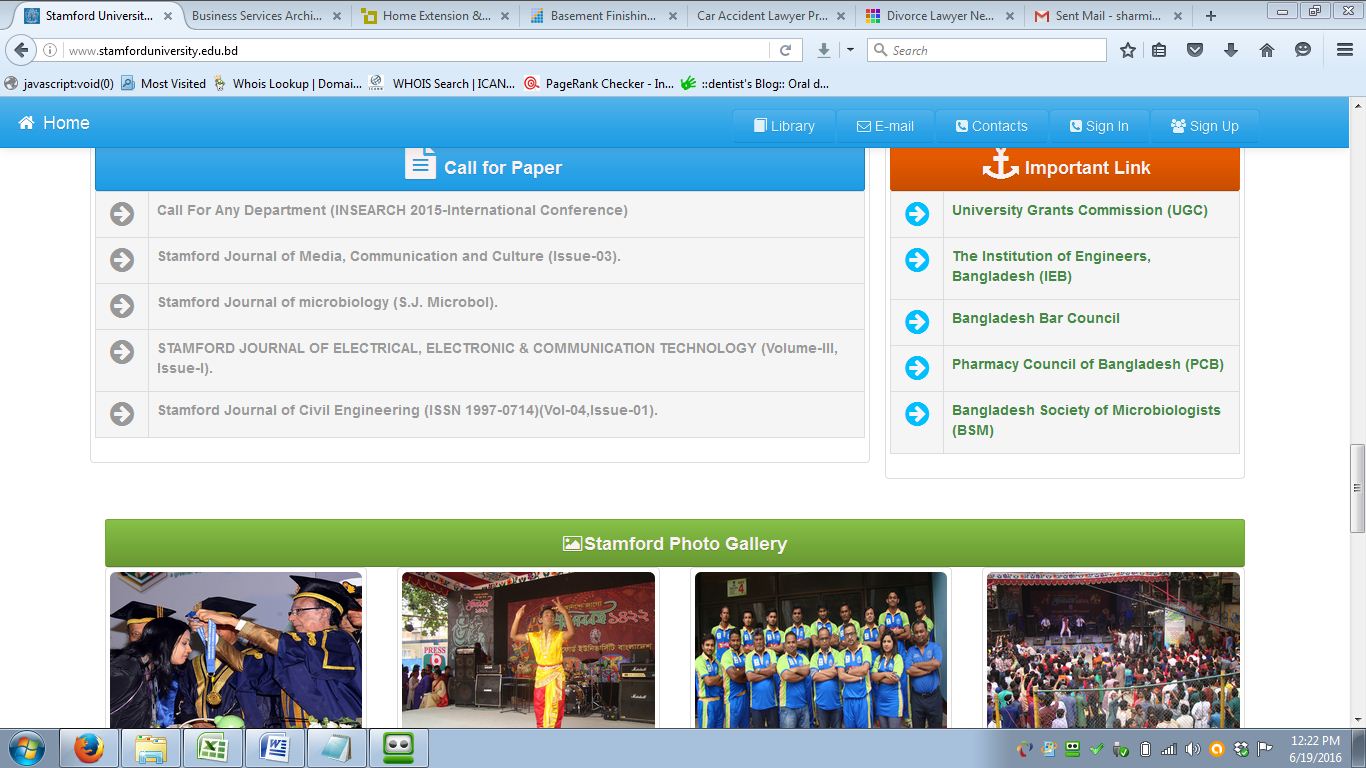 Stamford Universit...
Business Services Archi...
Home Extension &...
Basement Finishin...
Car Accident Lawyer Pr...
Divorce Lawyer Ne...
Sent Mail - sharmi...
www.stamforduniversity.edu.bd
Search
javascript:void(0)
Most Visited
Whois Lookup | Domai...
WHOIS Search | ICAN...
PageRank Checker - In...
::dentist's Blog:: Oral d...
Home
Library
E-mail
Contacts
Sign In
Sign Up
Call for Paper
Call For Any Department (INSEARCH 2015-International Conference)
Stamford Journal of Media, Communication and Culture (Issue-03).
Stamford Journal of microbiology (S.J. Microbol).
STAMFORD JOURNAL OF ELECTRICAL, ELECTRONIC & COMMUNICATION TECHNOLOGY (Volume-III,
Issue-I).
Stamford Journal of Civil Engineering (ISSN 1997-0714)(Vol-04,Issue-01).
Important Link
University Grants Commission (UGC)
The Institution of Engineers,
Bangladesh (IEB)
Bangladesh Bar Council
Pharmacy Council of Bangladesh (PCB)
Bangladesh Society of Microbiologists
(BSM)
Stamford Photo Gallery
১৪২২
PRESS
Marshall
4
12:22 PM
6/19/2016